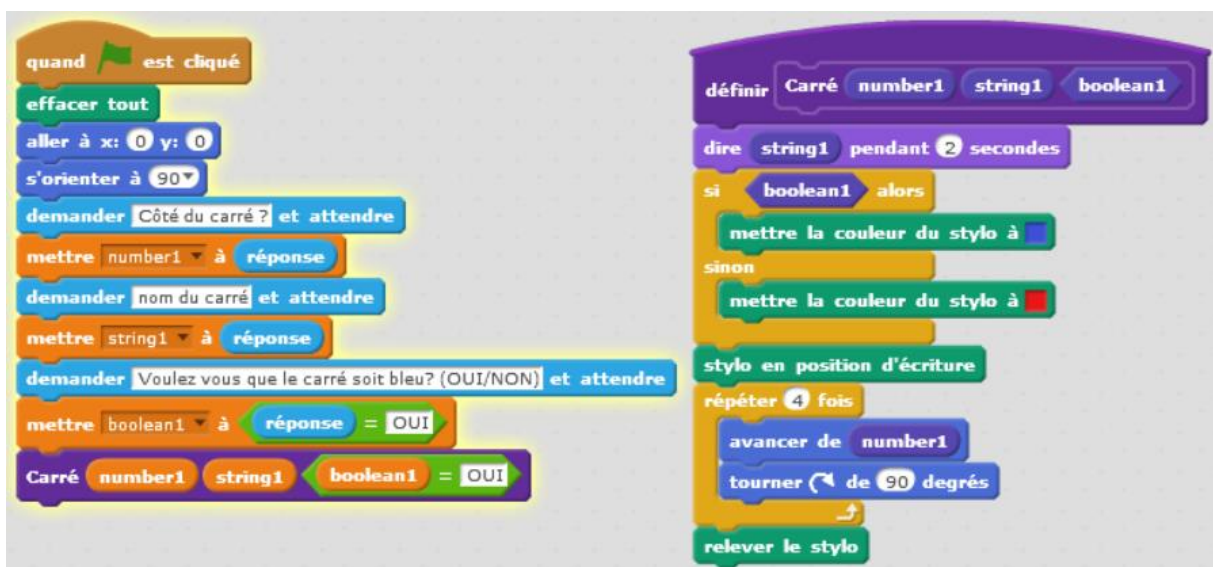 quand est cliqué
effacer tout
aller à x: 0 y: 0
s'orienter à 90
demander Côté du carré ? et attendre
mettre number1 à réponse
demander nom du carré et attendre
mettre string1 à réponse
demander Voulez vous que le carré soit bleu? (OUI/NON) et attendre
mettre boolean1 à réponse = OUI
Carré number1 string1 boolean1 = OUI
définir Carré number1 string1 boolean1
dire string1 pendant 2 secondes
si boolean1 alors
mettre la couleur du stylo à
sinon
mettre la couleur du stylo à
stylo en position d'écriture
répéter 4 fois
avancer de number1
tourner de 90 degrés
relever le stylo